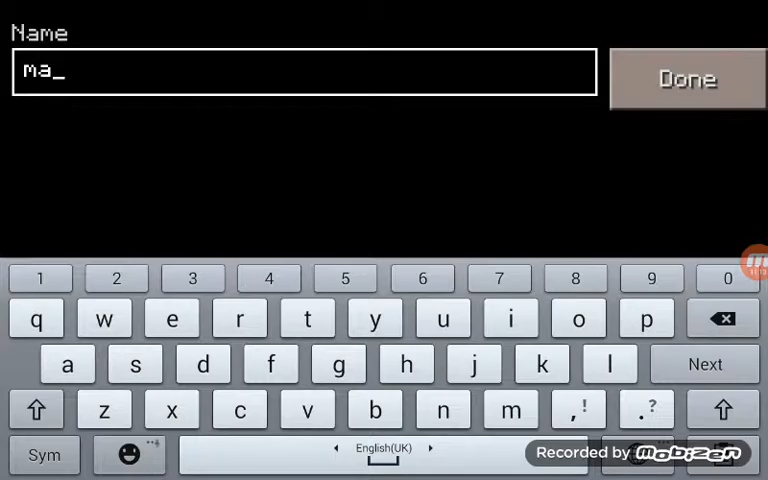 Name
ma_
Done
1 2 3 4 5 6 7 8 9 0
q w e r t y u i o p
a s d f g h j k l Next
z x c v b n m ,! .?
Sym English(UK) Recorded by mobizen